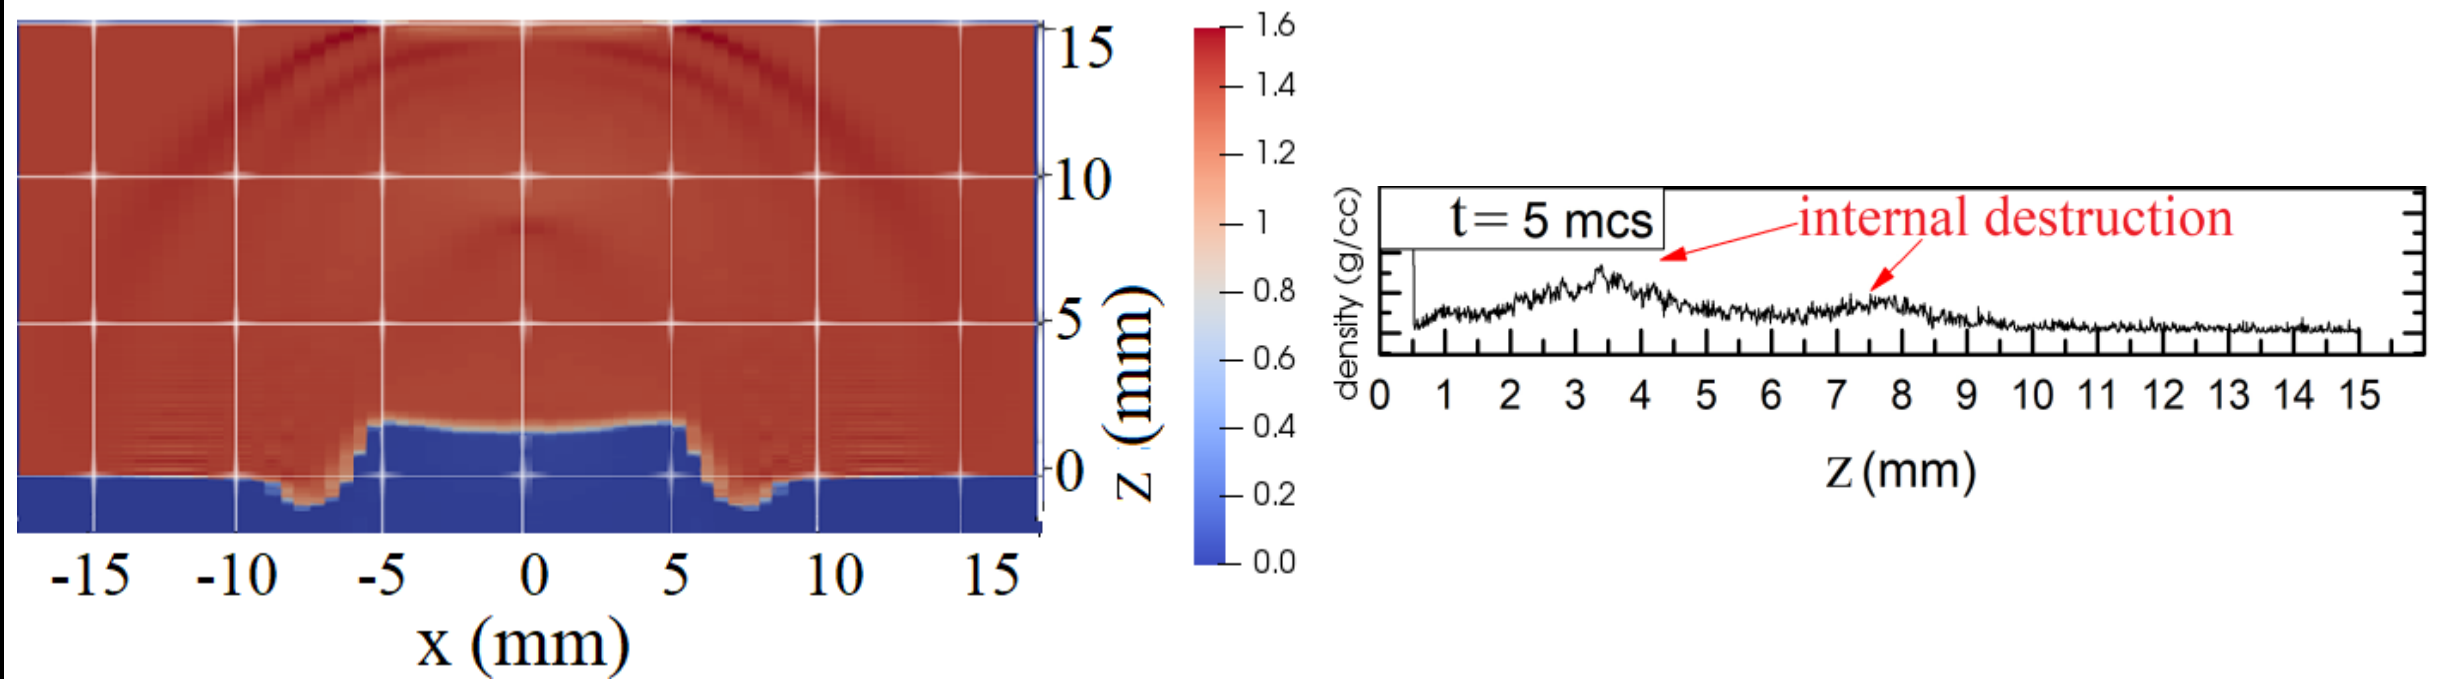 15
10
5
0
z (mm)
-15 -10 -5 0 5 10 15
x (mm)
1.6
1.4
1.2
1
0.8
0.6
0.4
0.2
0.0
t = 5 mcs
internal destruction
density (g/cc)
0 1 2 3 4 5 6 7 8 9 10 11 12 13 14 15
z (mm)